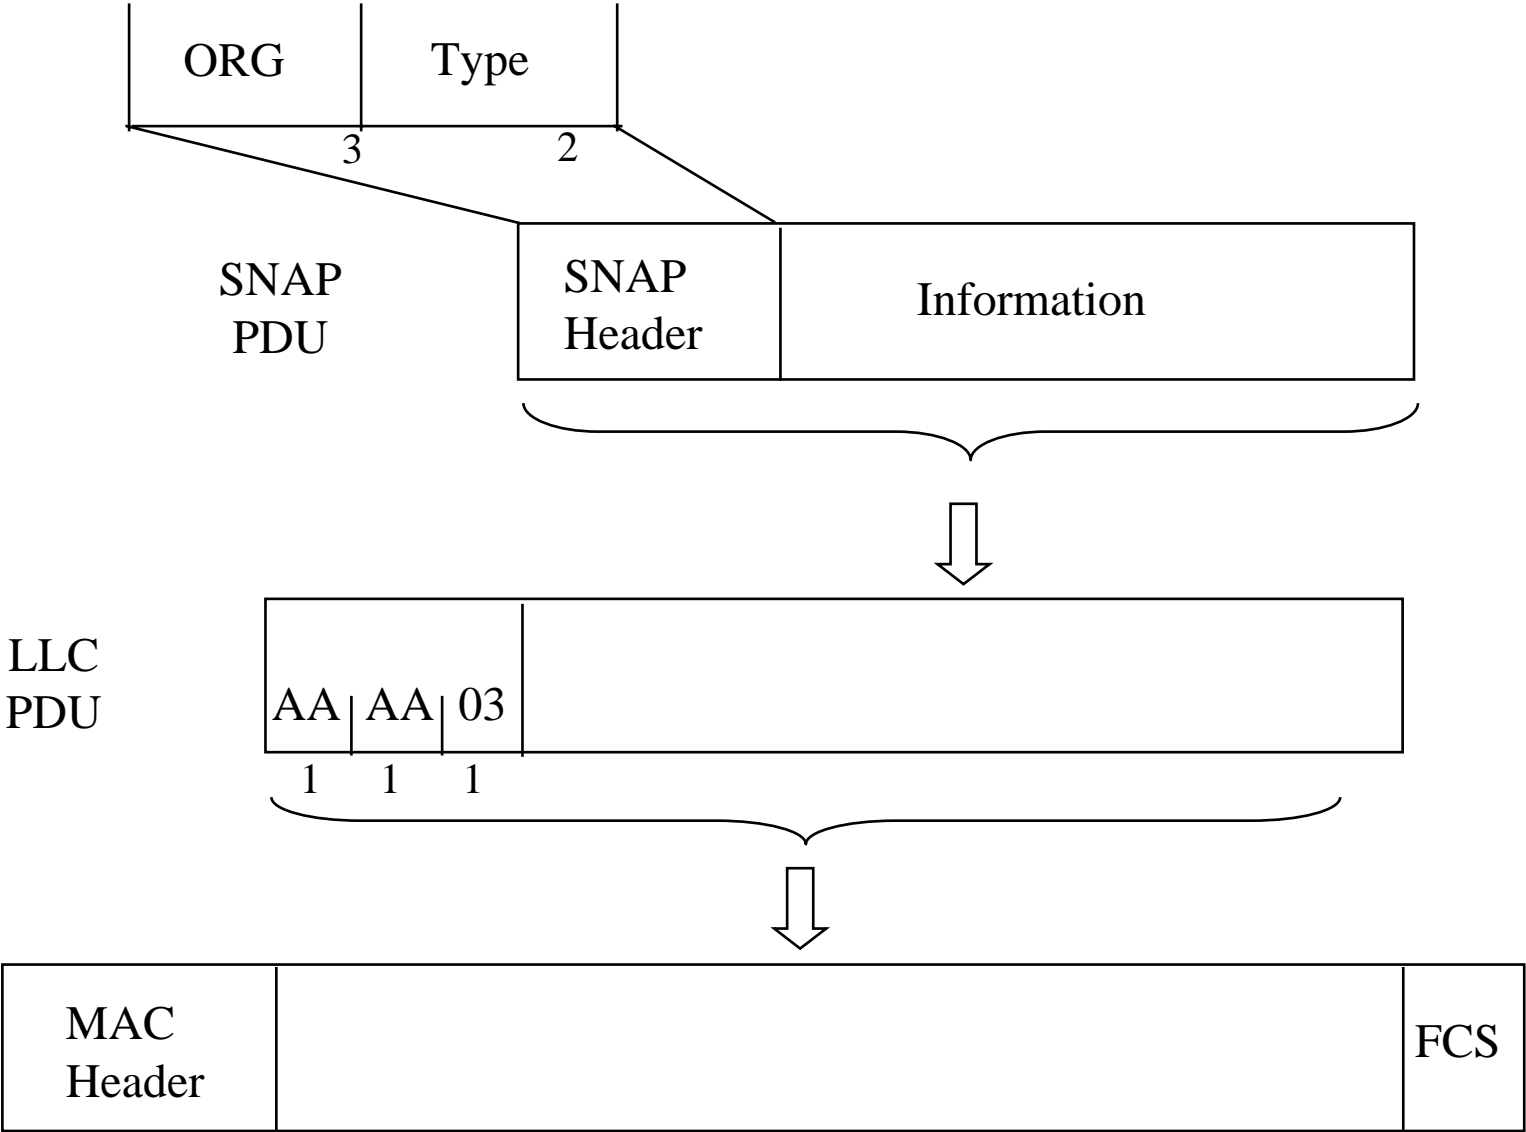 ORG Type
3 2
SNAP
PDU
SNAP
Header
Information
LLC
PDU
AA AA 03
1 1 1
MAC
Header
FCS